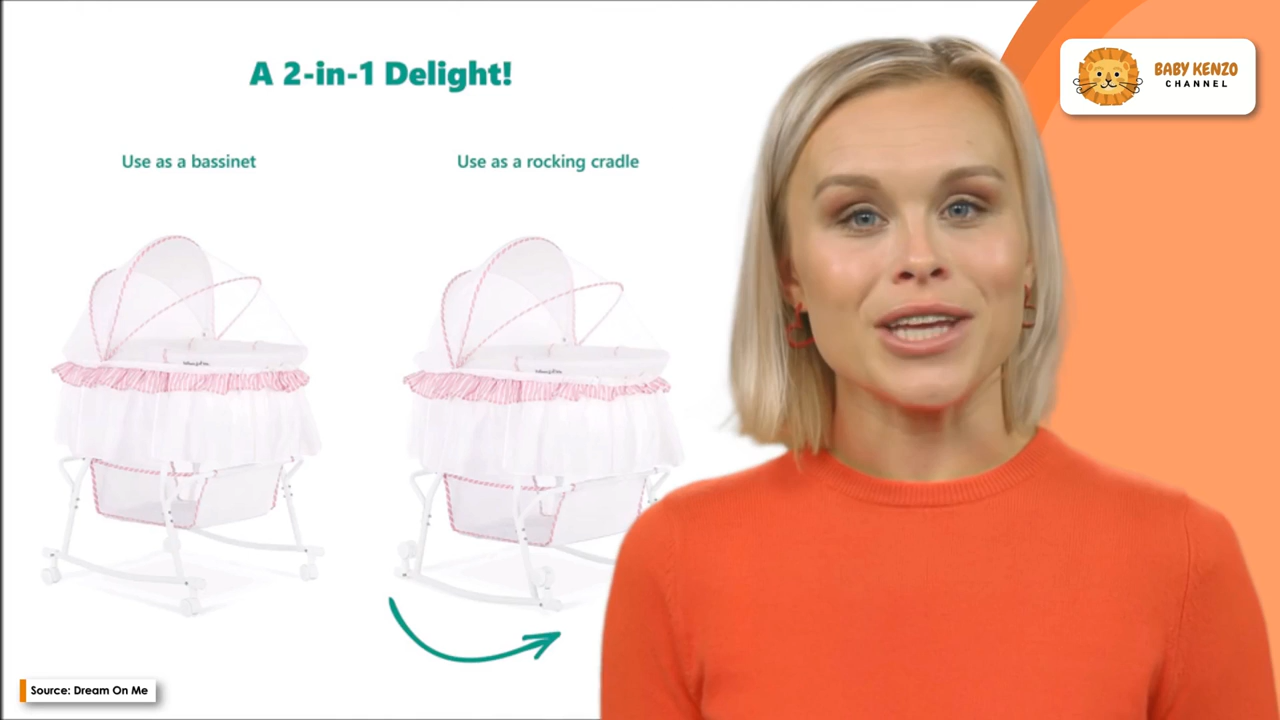 A 2-in-1 Delight!
BABY KENZO
CHANNEL
Use as a bassinet
Use as a rocking cradle
Source: Dream On Me